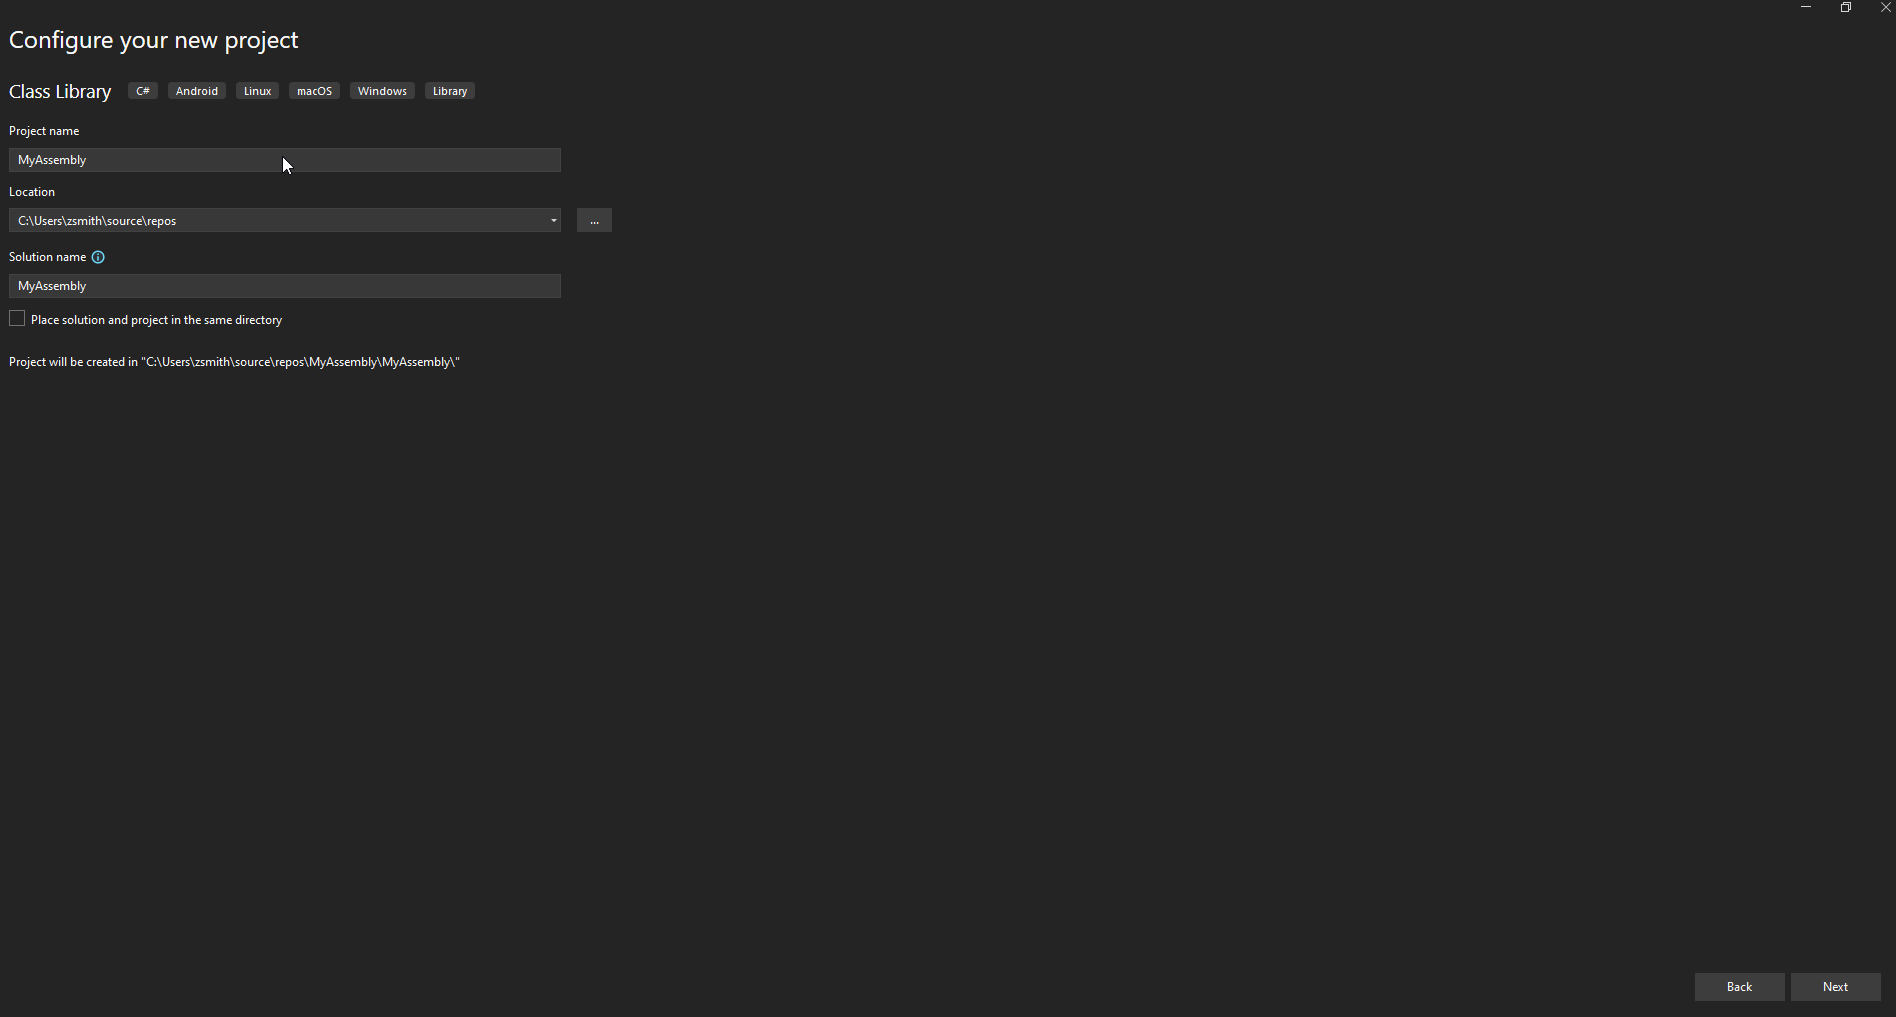 Configure your new project
Class Library C# Android Linux macOS Windows Library
Project name
MyAssembly
Location
C:\Users\zsmith\source\repos
...
Solution name
MyAssembly
Place solution and project in the same directory
Project will be created in "C:\Users\zsmith\source\repos\MyAssembly\MyAssembly\"
Back Next